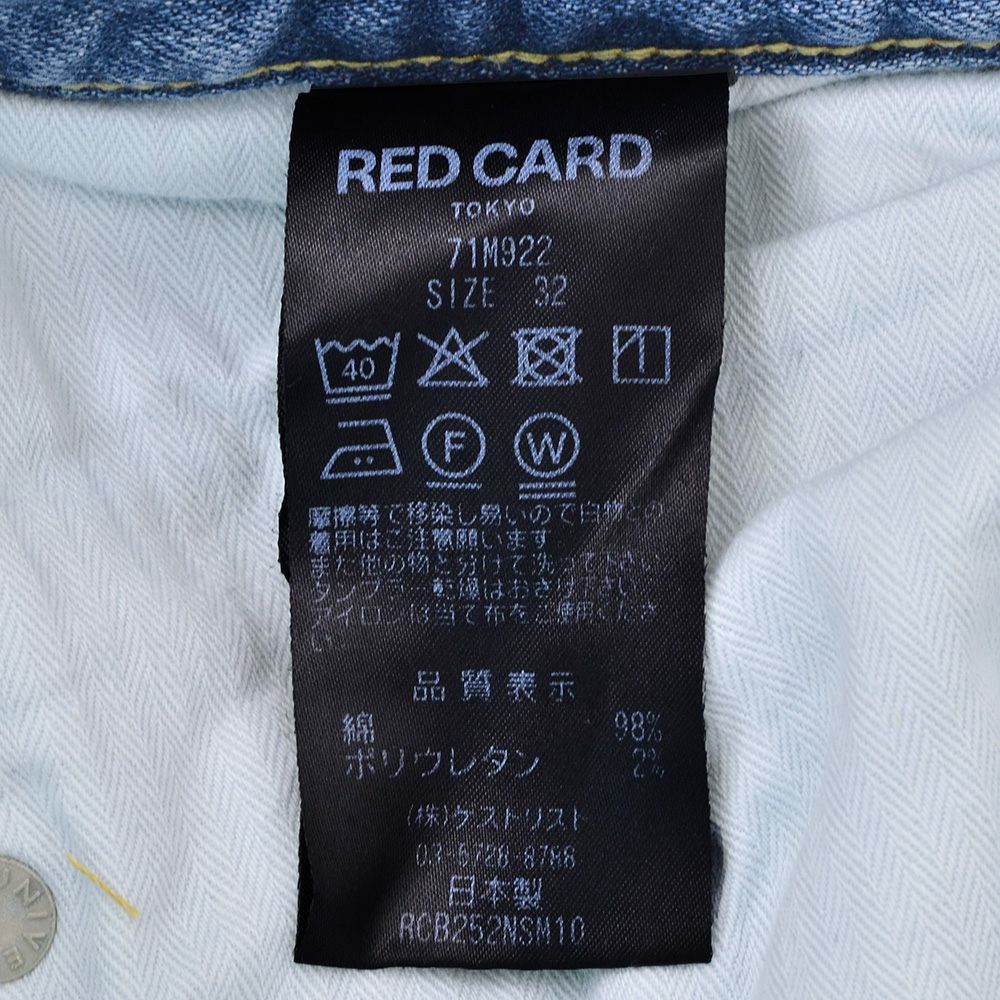 RED CARD
TOKYO
71M922
SIZE 32
40
F W
摩擦等で移染し易いので白物との
着用はご注意願います
また他の物と分けて洗って下さい
タンブラー乾燥はおさけ下さい
アイロンは当て布をご使用くださ
い
品質表示
綿 98%
ポリウレタン 2%
(株)ゲストリスト
日本製
RCB252NSM10